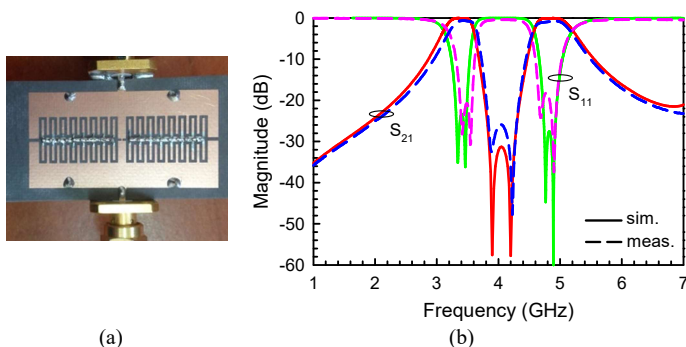 0
-10
-20
-30
-40
-50
-60
Magnitude (dB)
S21
S11
sim.
meas.
1 2 3 4 5 6 7
Frequency (GHz)
(a) (b)